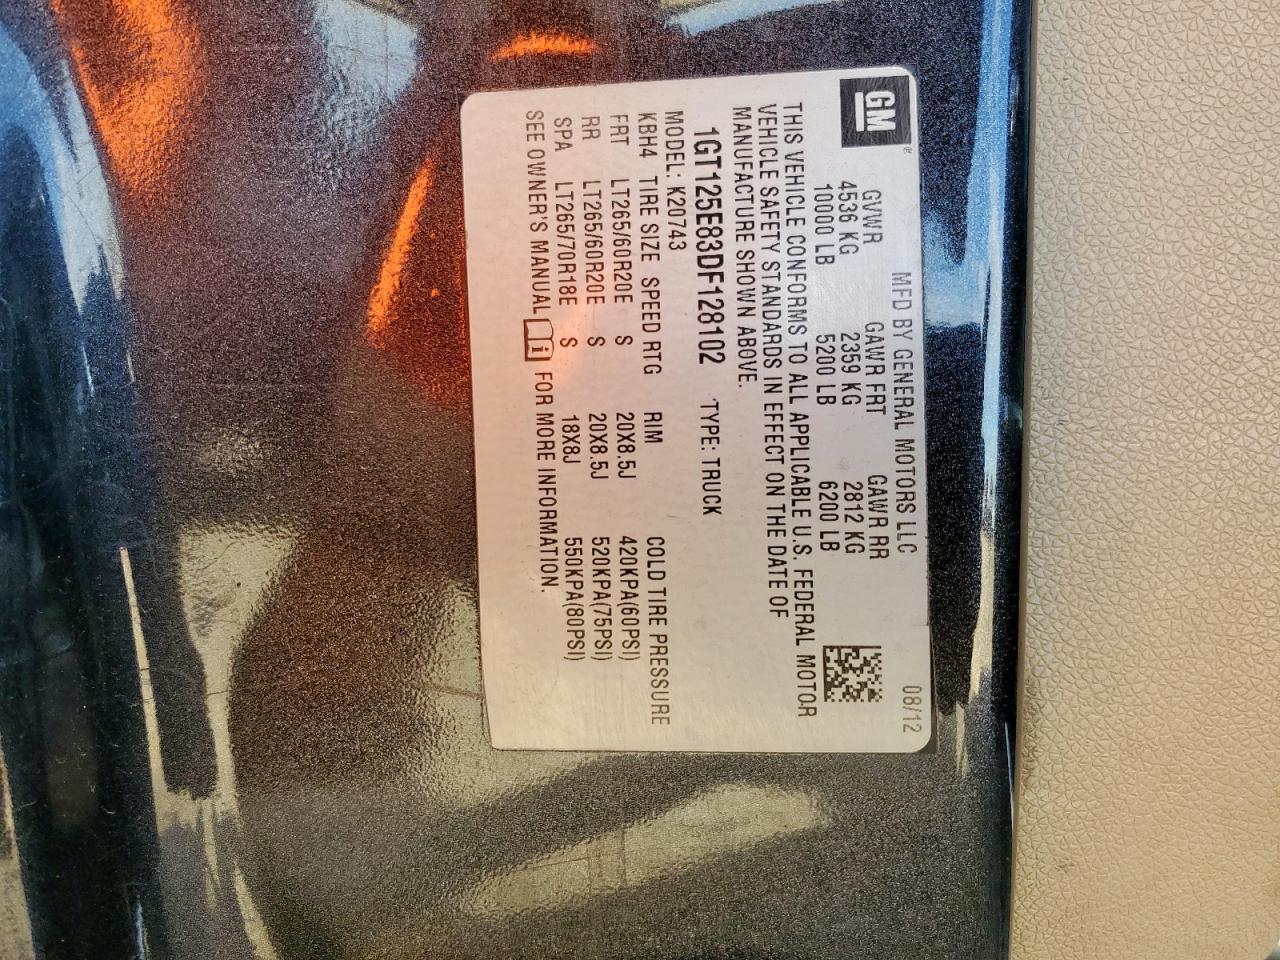 GM
MFD BY GENERAL MOTORS LLC 08/12
GVWR GAWR FRT GAWR RR
4536 KG 2359 KG 2812 KG
10000 LB 5200 LB 6200 LB
THIS VEHICLE CONFORMS TO ALL APPLICABLE U.S. FEDERAL MOTOR
VEHICLE SAFETY STANDARDS IN EFFECT ON THE DATE OF
MANUFACTURE SHOWN ABOVE.
1GT125E83DF128102 TYPE: TRUCK
MODEL: K20743
KBH4 TIRE SIZE SPEED RTG RIM COLD TIRE PRESSURE
FRT LT265/60R20E S 20X8.5J 420KPA(60PSI)
RR LT265/60R20E S 20X8.5J 520KPA(75PSI)
SPA LT265/70R18E S 18X8J 550KPA(80PSI)
SEE OWNER'S MANUAL i FOR MORE INFORMATION.